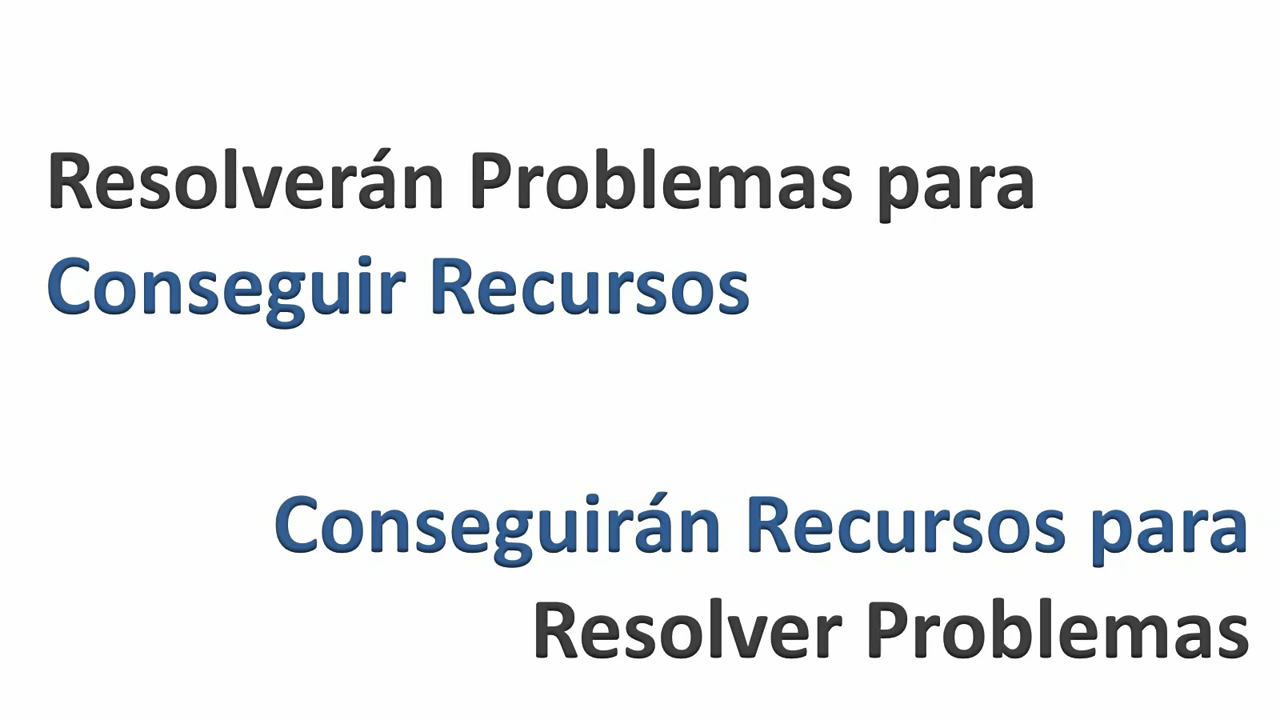 Resolverán Problemas para
Conseguir Recursos
Conseguirán Recursos para
Resolver Problemas